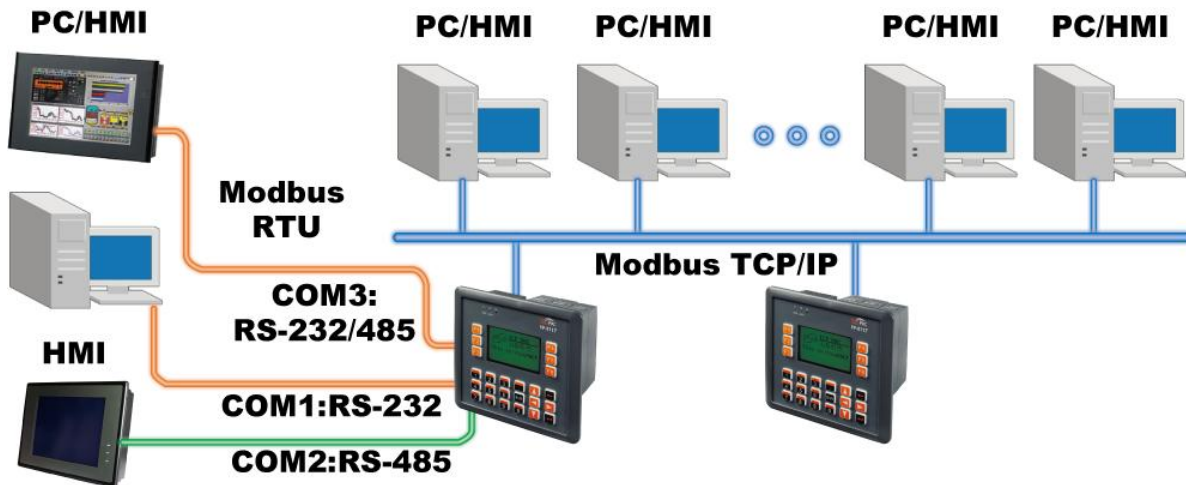 PC/HMI
PC/HMI
PC/HMI
PC/HMI
PC/HMI
Modbus
RTU
Modbus TCP/IP
COM3:
RS-232/485
HMI
COM1:RS-232
COM2:RS-485